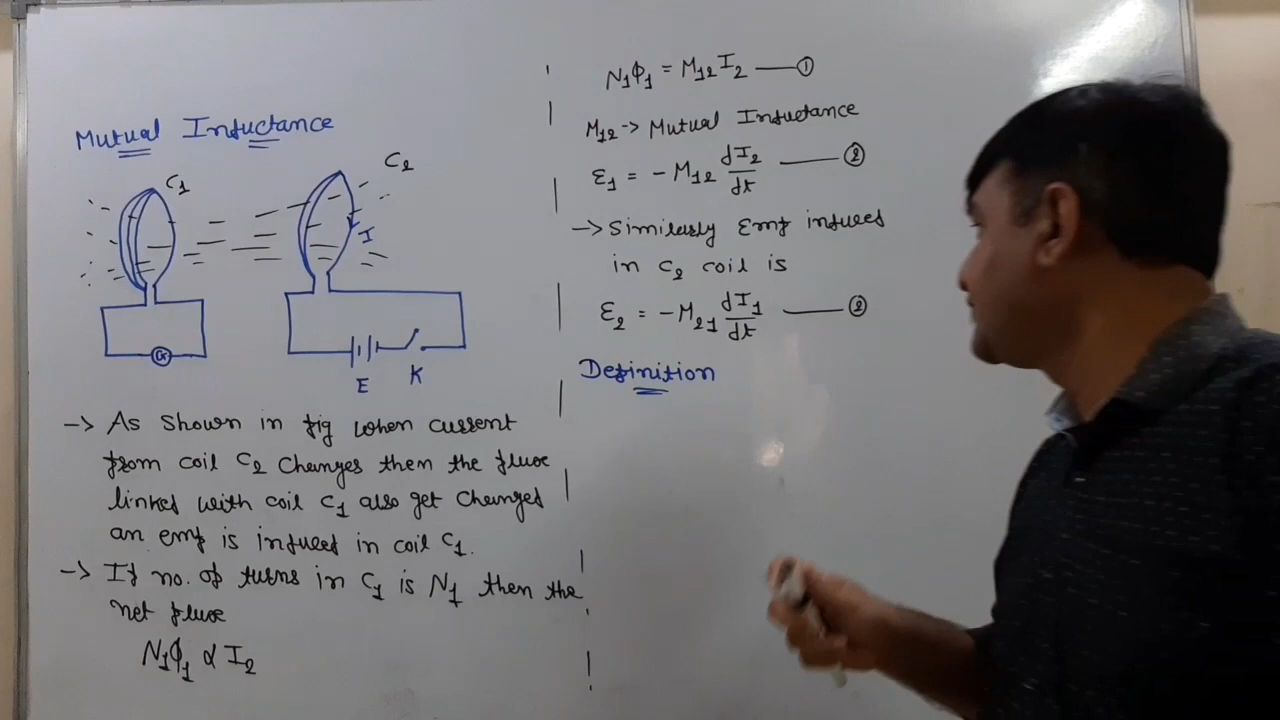 Mutual Inductance
C1
C2
I
G
E
K
-> As shown in fig when current
from coil C2 changes then the flux
linked with coil C1 also get changed
an emf is induced in coil C1.
-> If no. of turns in C1 is N1 then the
net flux
N1Φ1 α I2
N1Φ1 = M12 I2 — ①
M12 -> Mutual Inductance
ε1 = - M12 dI2/dt — ②
-> Similarly Emf induced
in C2 coil is
ε2 = - M21 dI1/dt — ②
Definition